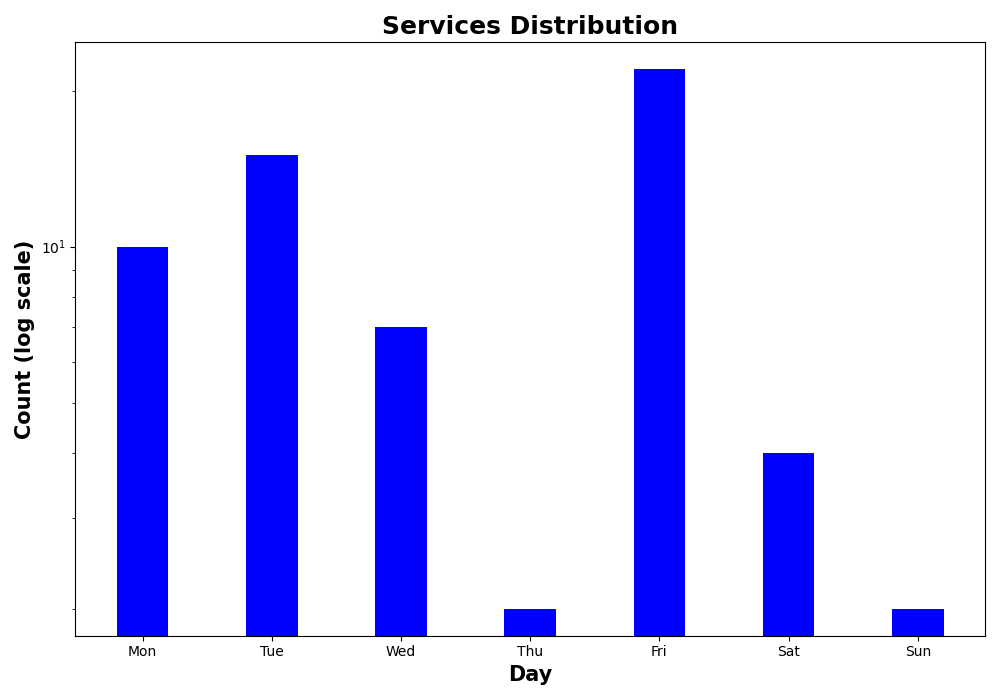 Services Distribution
Count (log scale)
10¹
Mon Tue Wed Thu Fri Sat Sun
Day